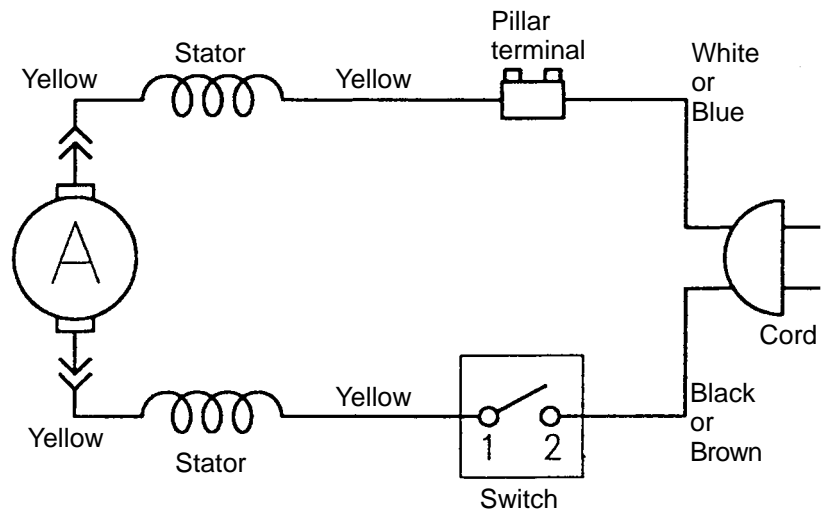 Pillar
terminal
Stator
White
or
Blue
Yellow
Yellow
A
Cord
Yellow
Black
or
Brown
Yellow
1 2
Stator
Switch